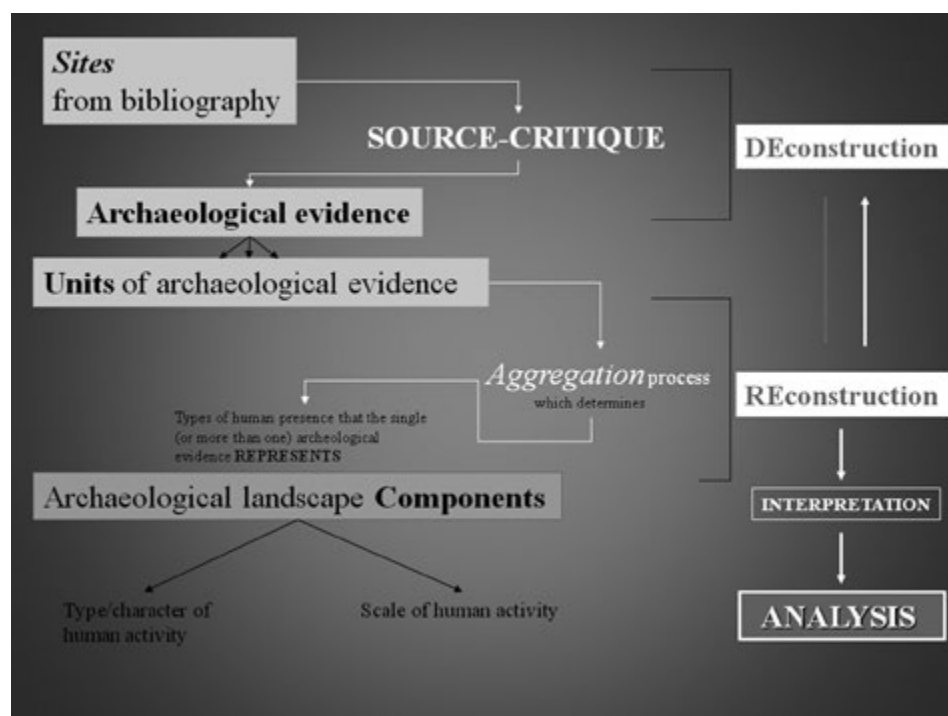 Sites
from bibliography
SOURCE-CRITIQUE
DEconstruction
Archaeological evidence
Units of archaeological evidence
Aggregation process
which determines
REconstruction
Types of human presence that the single
(or more than one) archeological
evidence REPRESENTS
Archaeological landscape Components
INTERPRETATION
Type/character of
human activity
Scale of human activity
ANALYSIS